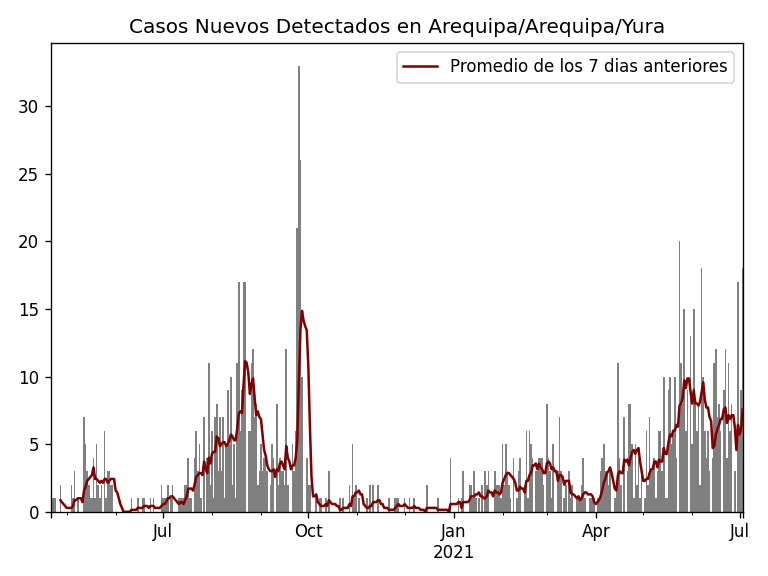 Casos Nuevos Detectados en Arequipa/Arequipa/Yura
Promedio de los 7 dias anteriores
30
25
20
15
10
5
0
Jul
Oct
Jan
2021
Apr
Jul